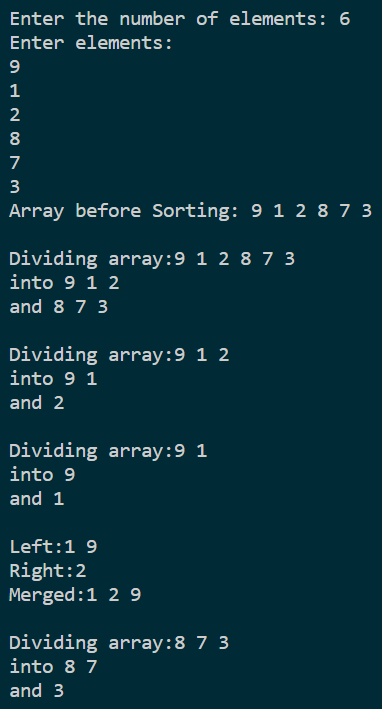 Enter the number of elements: 6
Enter elements:
9
1
2
8
7
3
Array before Sorting: 9 1 2 8 7 3
Dividing array:9 1 2 8 7 3
into 9 1 2
and 8 7 3
Dividing array:9 1 2
into 9 1
and 2
Dividing array:9 1
into 9
and 1
Left:1 9
Right:2
Merged:1 2 9
Dividing array:8 7 3
into 8 7
and 3